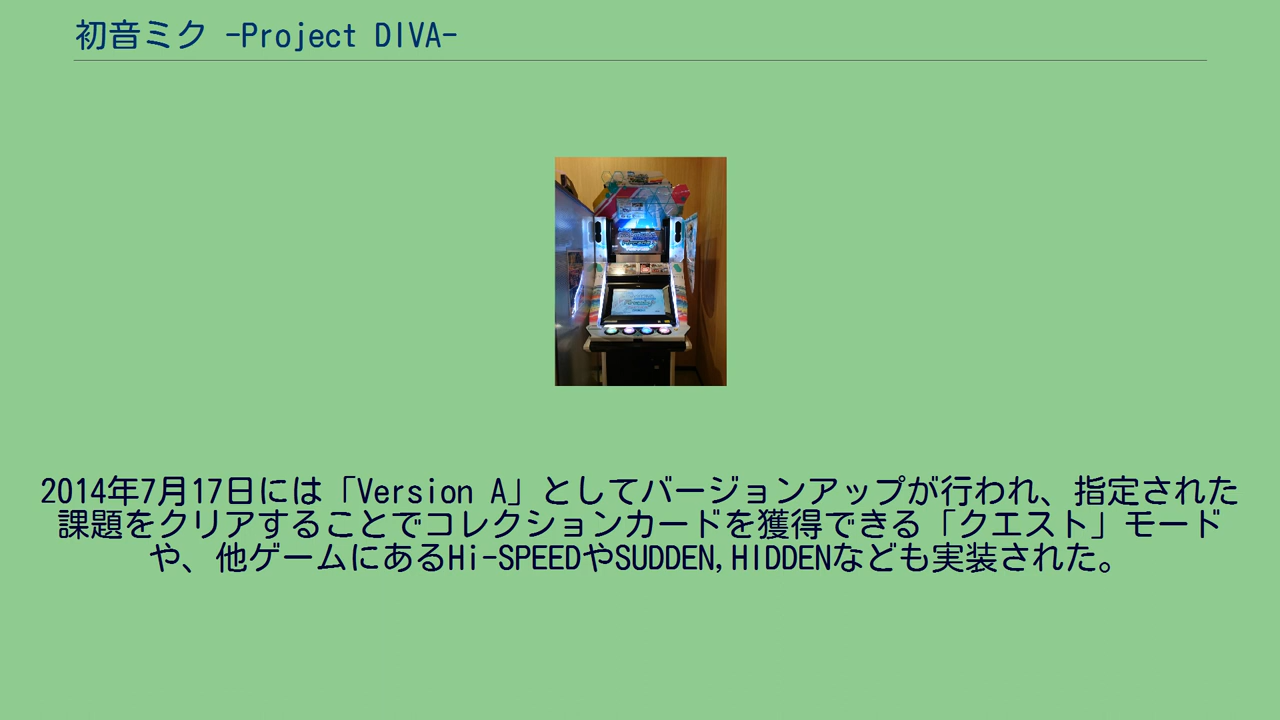 初音ミク -Project DIVA-
2014年7月17日には「Version A」としてバージョンアップが行われ、指定された
課題をクリアすることでコレクションカードを獲得できる「クエスト」モード
や、他ゲームにあるHi-SPEEDやSUDDEN,HIDDENなども実装された。